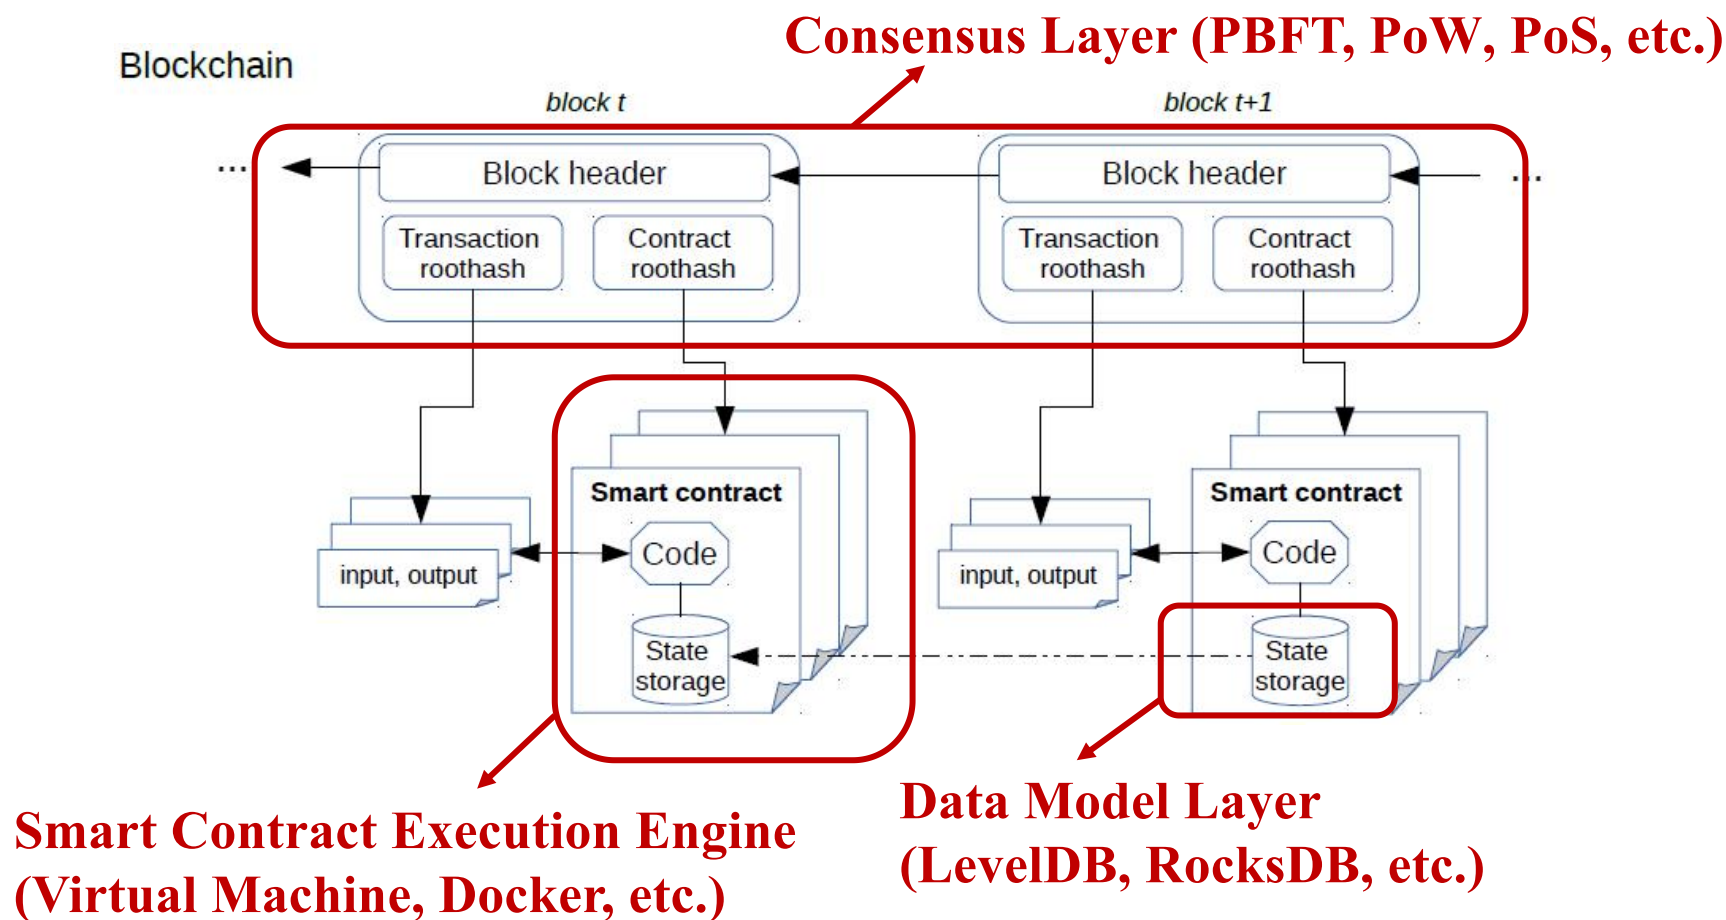 Consensus Layer (PBFT, PoW, PoS, etc.)
Blockchain
block t
block t+1
...
Block header
Block header
...
Transaction
roothash
Contract
roothash
Transaction
roothash
Contract
roothash
Smart contract
Code
input, output
State
storage
Smart contract
Code
input, output
State
storage
Smart Contract Execution Engine
(Virtual Machine, Docker, etc.)
Data Model Layer
(LevelDB, RocksDB, etc.)